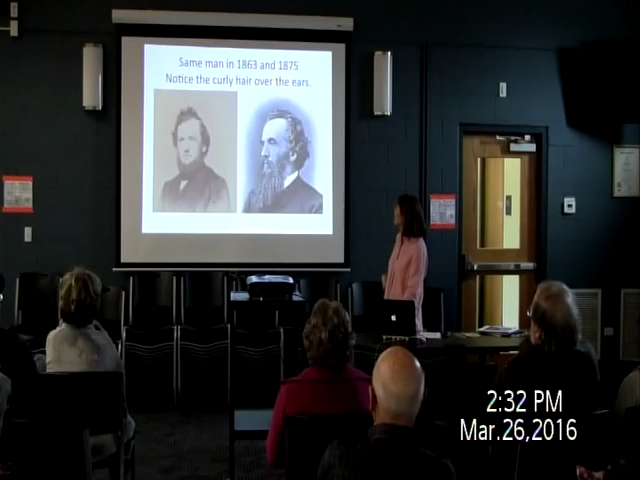 Same man in 1863 and 1875
Notice the curly hair over the ears.
2:32 PM
Mar.26,2016